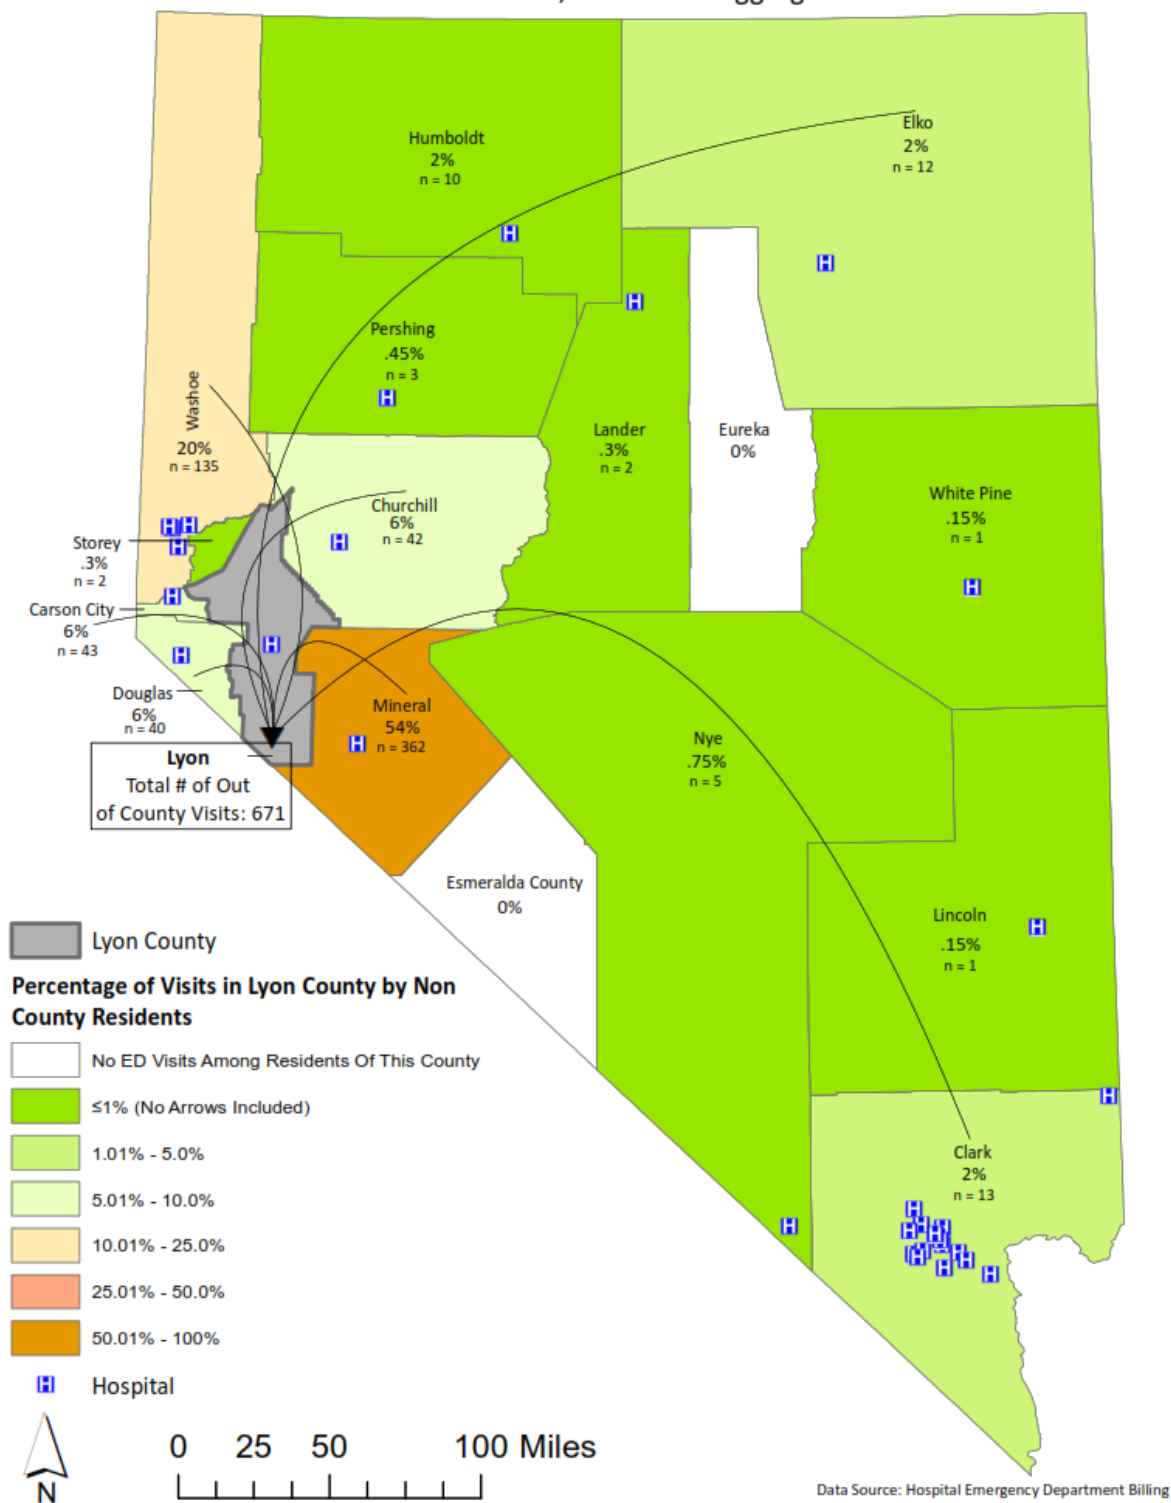 Humboldt
2%
n = 10
Elko
2%
n = 12
Pershing
.45%
n = 3
Washoe
20%
n = 135
Lander
.3%
n = 2
Eureka
0%
White Pine
.15%
n = 1
Churchill
6%
n = 42
Storey
.3%
n = 2
Carson City
6%
n = 43
Douglas
6%
n = 40
Mineral
54%
n = 362
Nye
.75%
n = 5
Lyon
Total # of Out
of County Visits: 671
Esmeralda County
0%
Lincoln
.15%
n = 1
Clark
2%
n = 13
Lyon County
Percentage of Visits in Lyon County by Non
County Residents
No ED Visits Among Residents Of This County
≤1% (No Arrows Included)
1.01% - 5.0%
5.01% - 10.0%
10.01% - 25.0%
25.01% - 50.0%
50.01% - 100%
H Hospital
0 25 50 100 Miles
N
Data Source: Hospital Emergency Department Billing